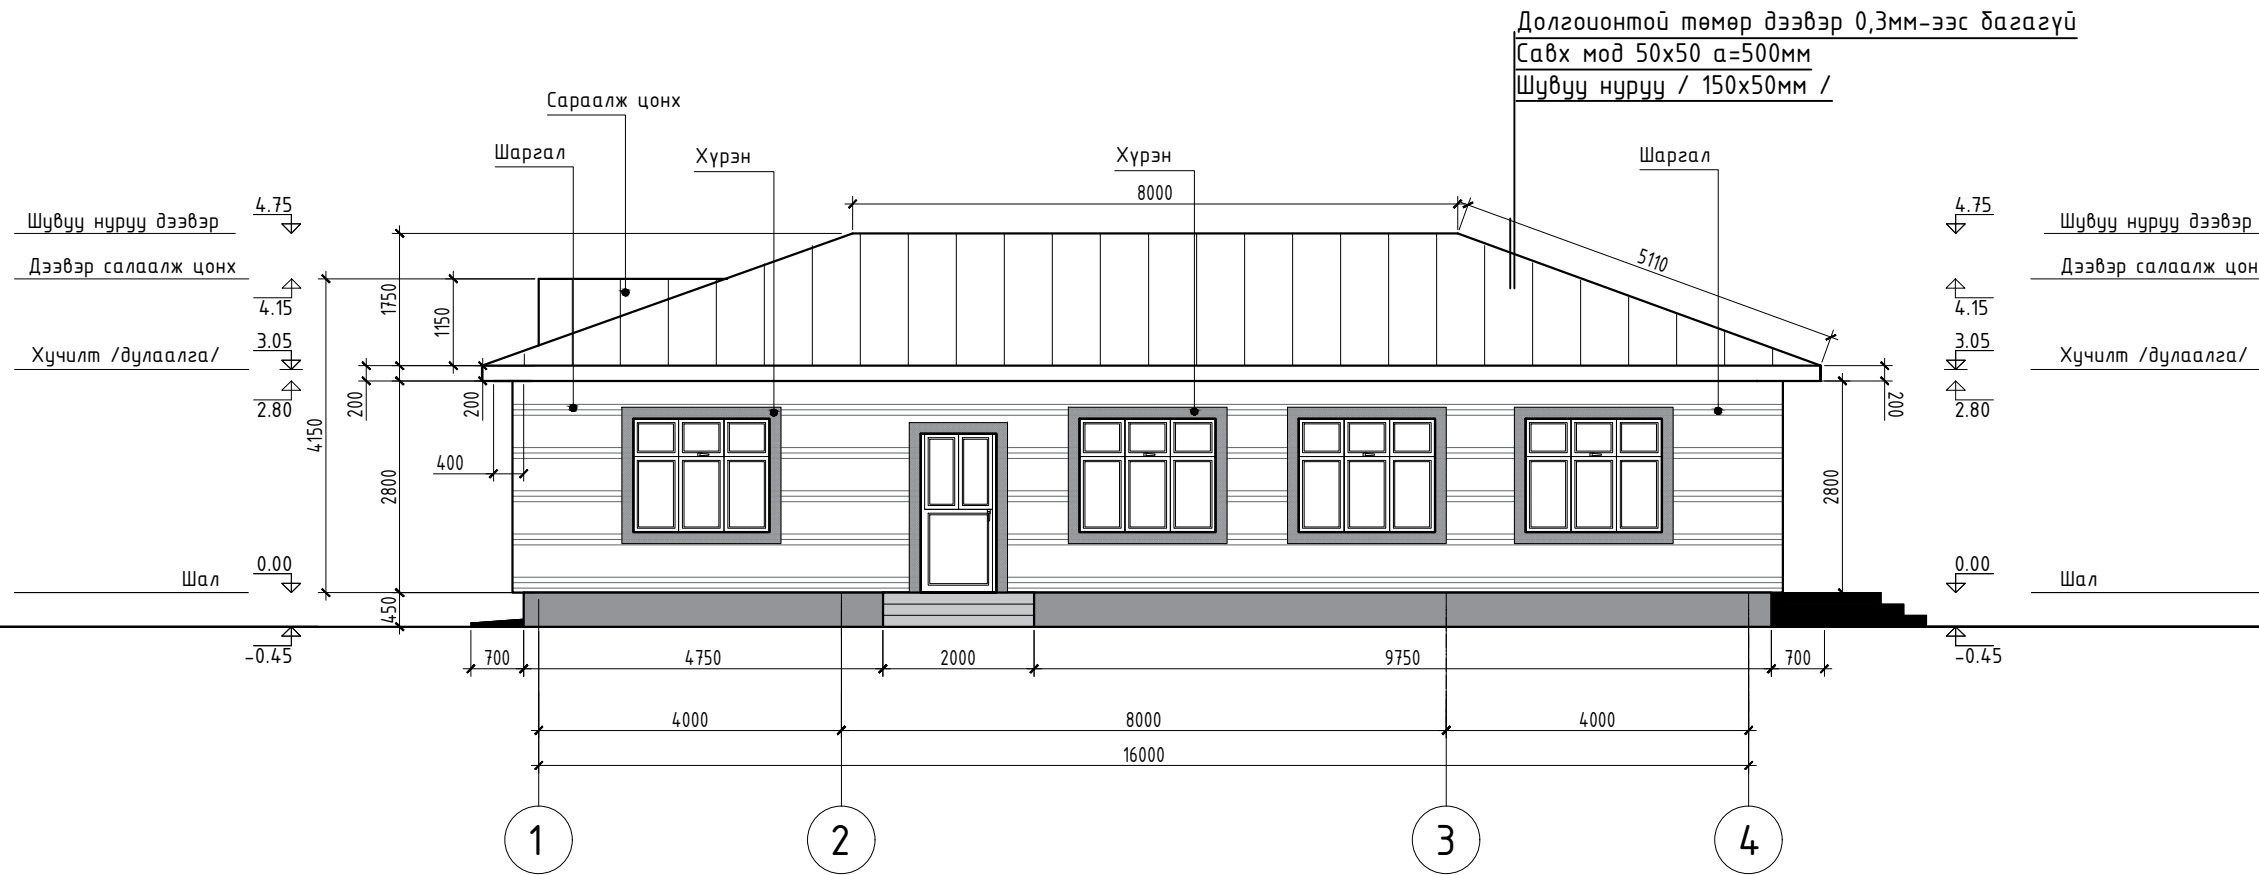 Долгоионтой төмөр дээвэр 0,3мм-ээс багагүй
Савх мод 50х50 а=500мм
Шувуу нуруу / 150х50мм /
Сараалж цонх
Шаргал
Хүрэн
Хүрэн
Шаргал
8000
5110
Шувуу нуруу дээвэр
4.75
Дээвэр салаалж цонх
4.15
Хучилт /дулаалга/
3.05
2.80
Шал
0.00
-0.45
4150
1750
1150
200
200
2800
400
450
4.75
Шувуу нуруу дээвэр
4.15
Дээвэр салаалж цон
3.05
Хучилт /дулаалга/
2.80
200
2800
0.00
Шал
-0.45
700
4750
2000
9750
700
4000
8000
4000
16000
1
2
3
4